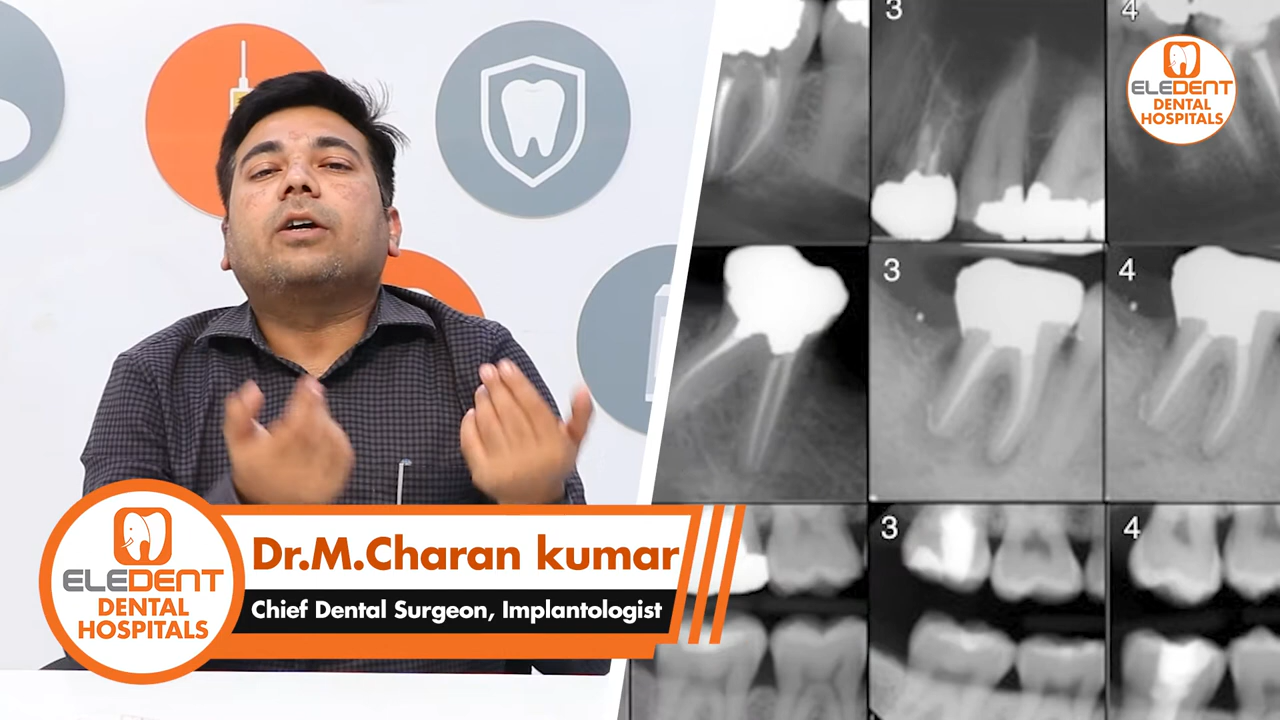 3
4
ELEDENT
DENTAL
HOSPITALS
3
4
Dr.M.Charan kumar
Chief Dental Surgeon, Implantologist
ELEDENT
DENTAL
HOSPITALS
3
4